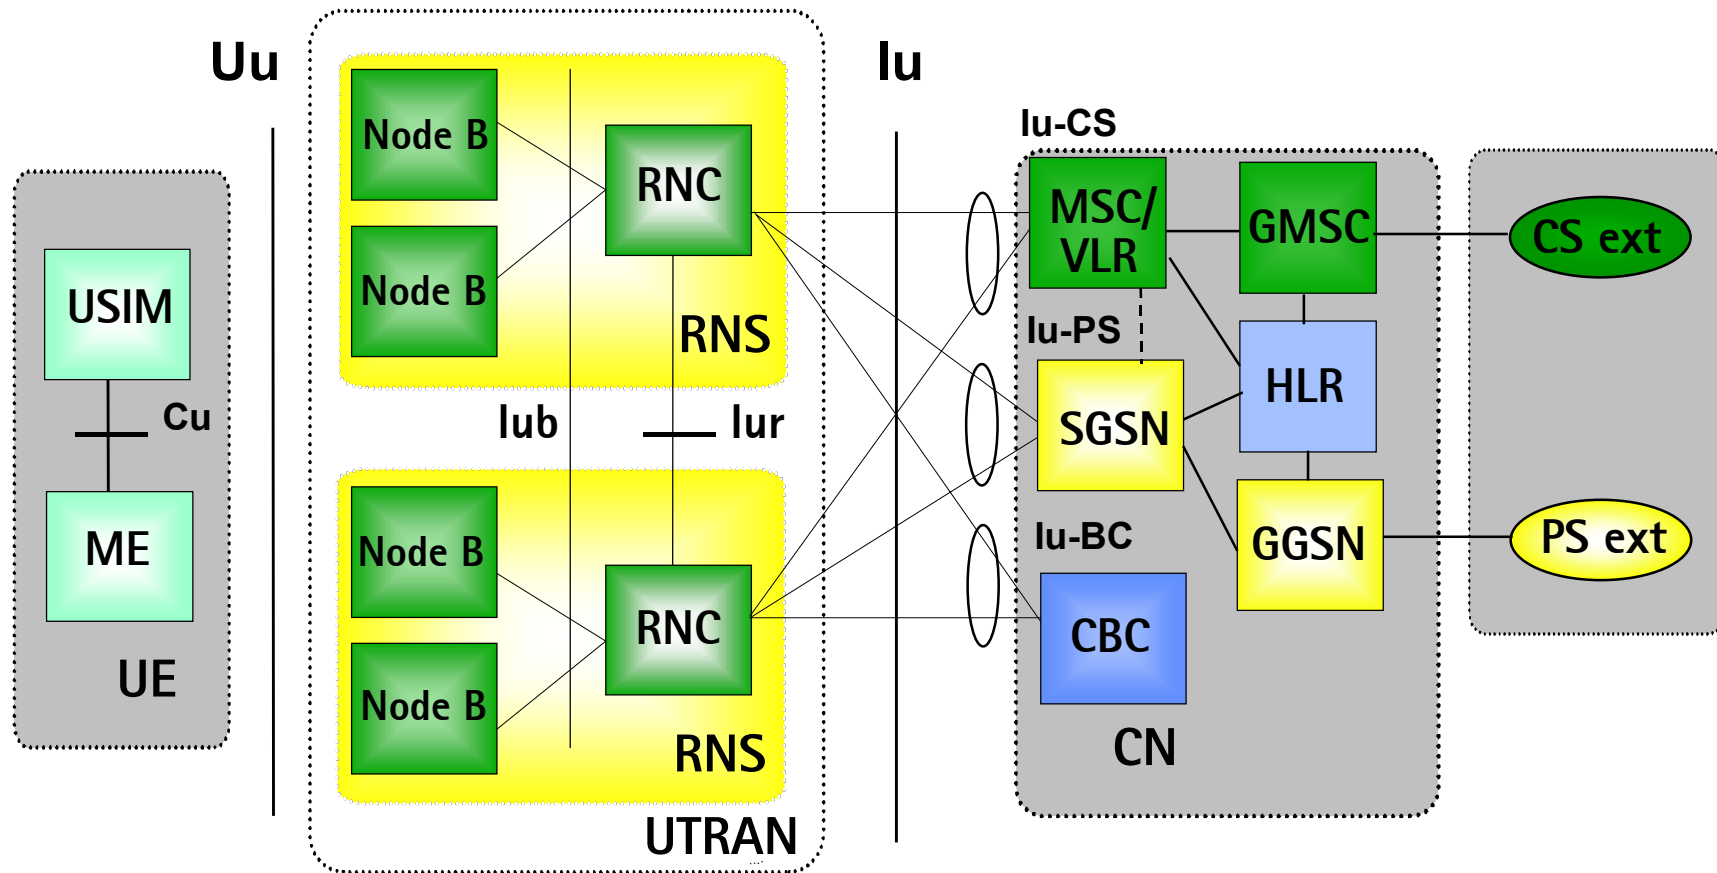 Uu
Iu
Iu-CS
Node B
RNC
Node B
RNS
MSC/
VLR
GMSC
CS ext
USIM
Cu
ME
UE
Iub
Iur
Iu-PS
SGSN
HLR
Iu-BC
GGSN
PS ext
CBC
CN
Node B
RNC
Node B
RNS
UTRAN